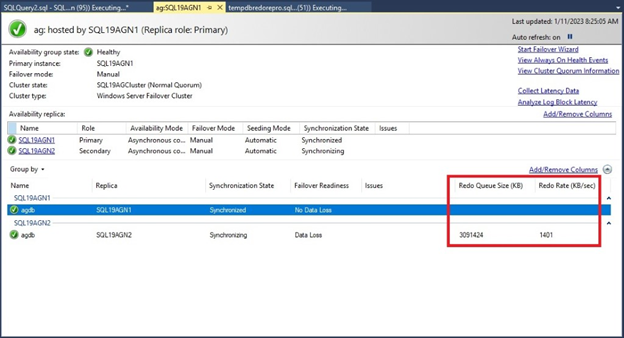 SQLQuery2.sql - SQL...n (95)) Executing...*
ag:SQL19AGN1
tempdbredorepro.sql...(51)) Executing...
ag: hosted by SQL19AGN1 (Replica role: Primary)
Last updated: 1/11/2023 8:25:05 AM
Auto refresh: on
Availability group state: Healthy
Primary instance: SQL19AGN1
Failover mode: Manual
Cluster state: SQL19AGCluster (Normal Quorum)
Cluster type: Windows Server Failover Cluster
Start Failover Wizard
View Always On Health Events
View Cluster Quorum Information
Collect Latency Data
Analyze Log Block Latency
Availability replica:
Add/Remove Columns
Name Role Availability Mode Failover Mode Seeding Mode Synchronization State Issues
SQL19AGN1 Primary Asynchronous co... Manual Automatic Synchronized
SQL19AGN2 Secondary Asynchronous co... Manual Automatic Synchronizing
Group by
Add/Remove Columns
Name Replica Synchronization State Failover Readiness Issues Redo Queue Size (KB) Redo Rate (KB/sec)
SQL19AGN1
agdb SQL19AGN1 Synchronized No Data Loss
SQL19AGN2
agdb SQL19AGN2 Synchronizing Data Loss 3091424 1401